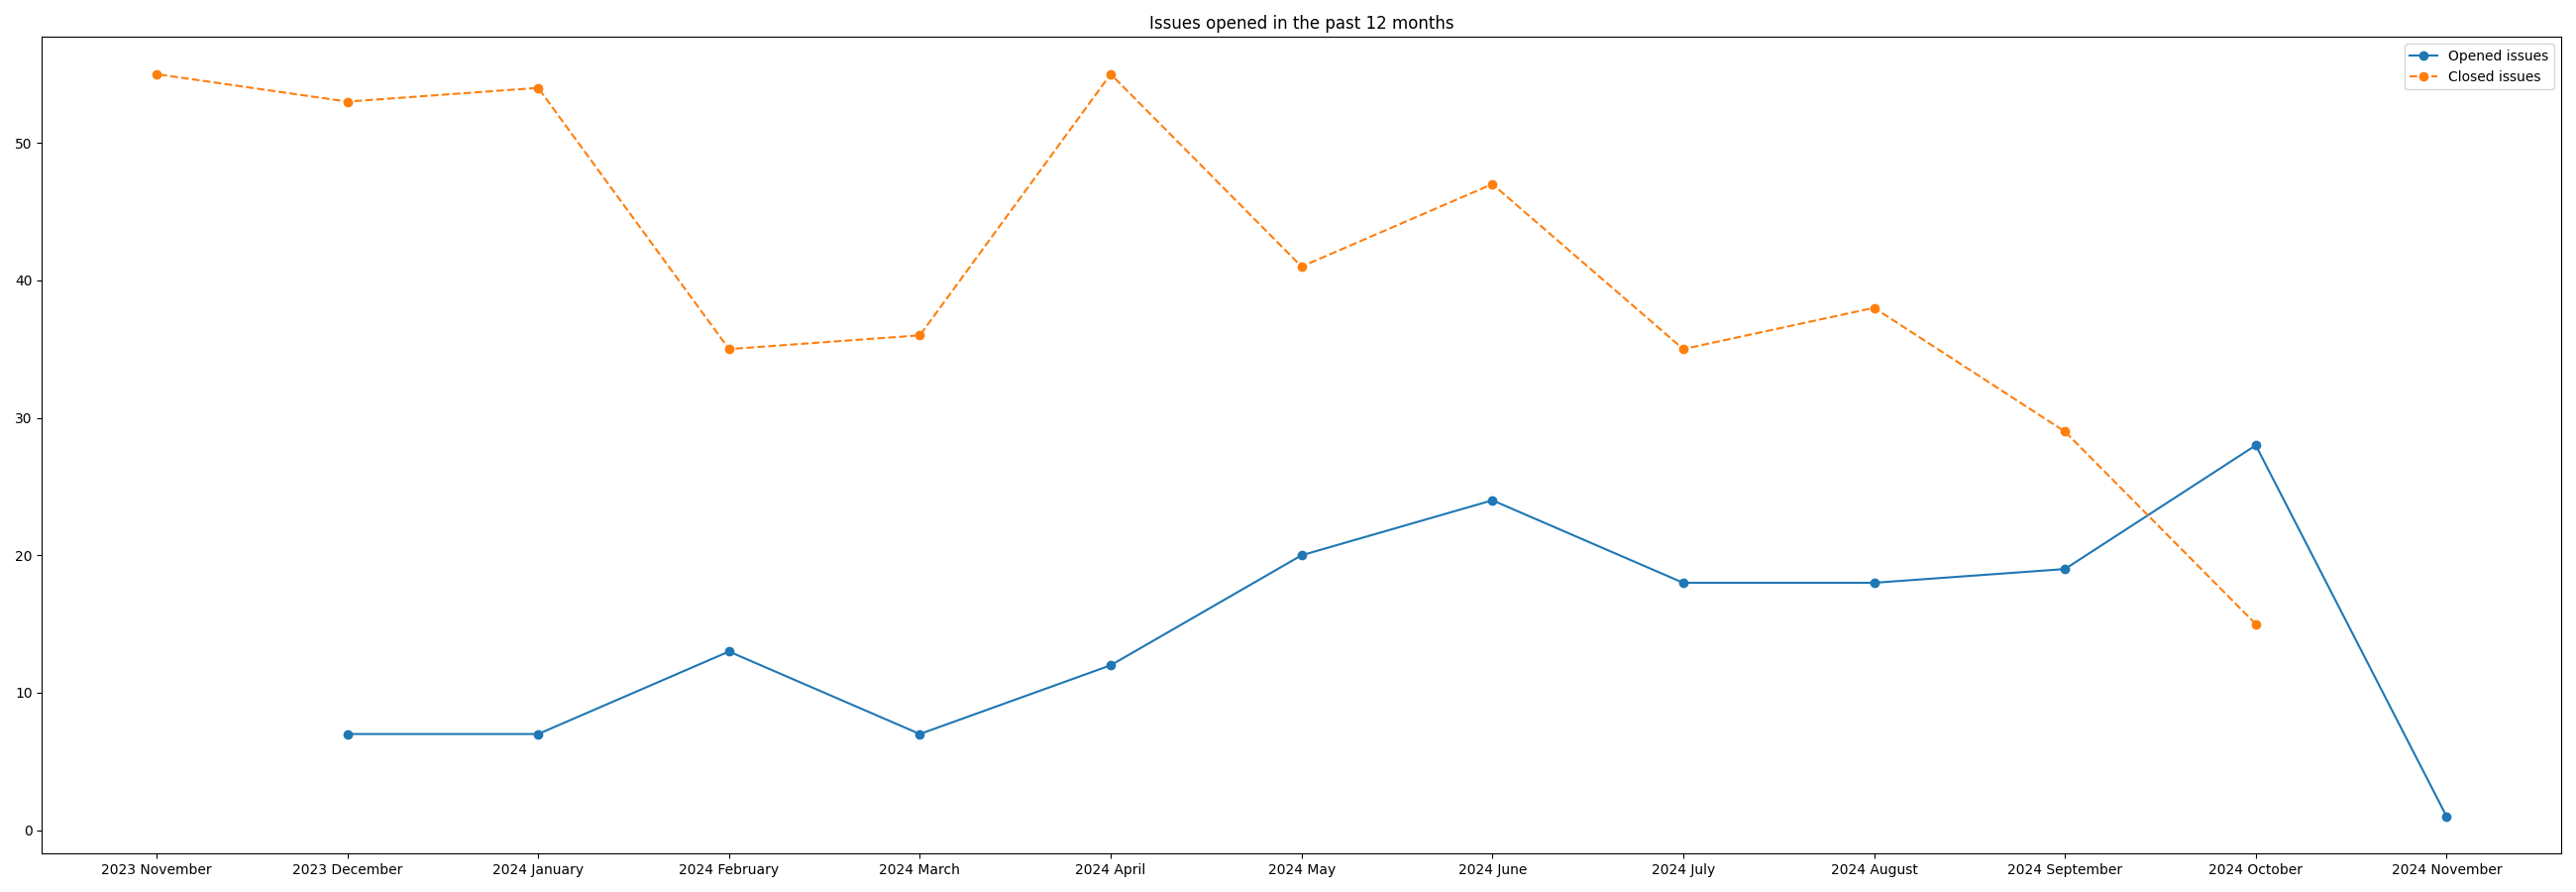 Issues opened in the past 12 months
Opened issues
Closed issues
50
40
30
20
10
0
2023 November 2023 December 2024 January 2024 February 2024 March 2024 April 2024 May 2024 June 2024 July 2024 August 2024 September 2024 October 2024 November